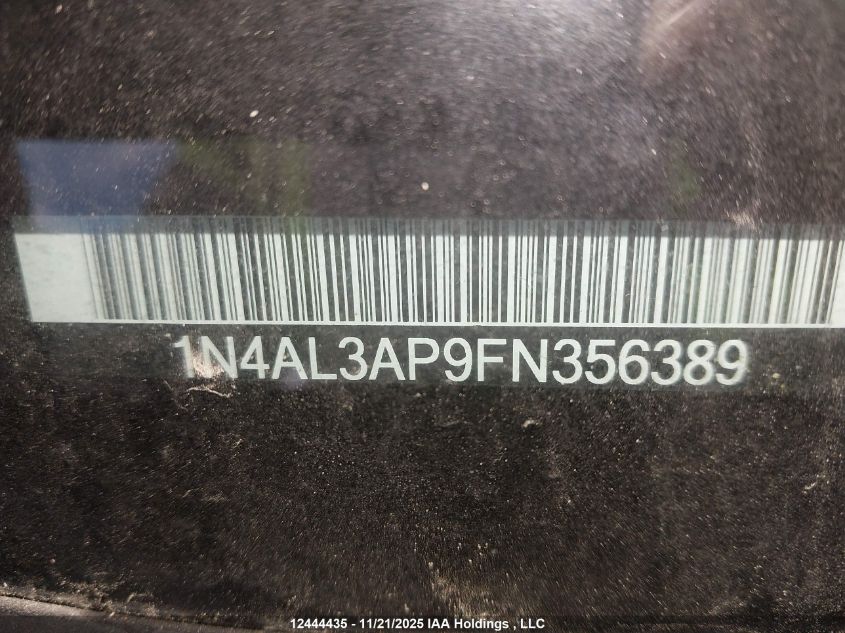 1N4AL3AP9FN356389
12444435 - 11/21/2025 IAA Holdings , LLC